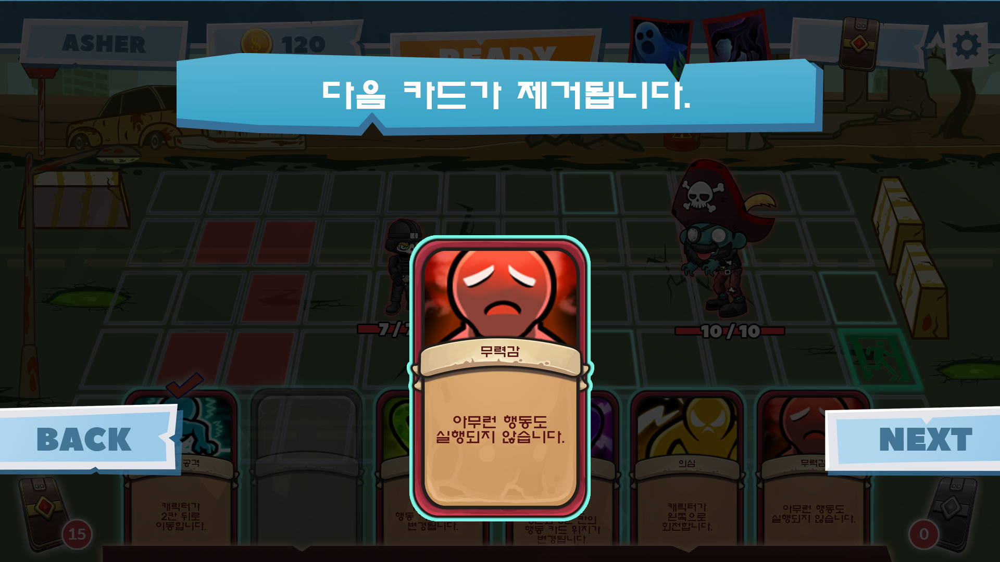 ASHER
120
READY
다음 카드가 제거됩니다.
10/10
무력감
아무런 행동도
실행되지 않습니다.
BACK
NEXT
공격
캐릭터가
2칸 뒤로
이동합니다.
행동
변경됩니다.
칸의
행동 카드 위치가
변경됩니다.
의심
캐릭터가
왼쪽으로
회전합니다.
무력감
아무런 행동도
실행되지 않습니다.
15
0